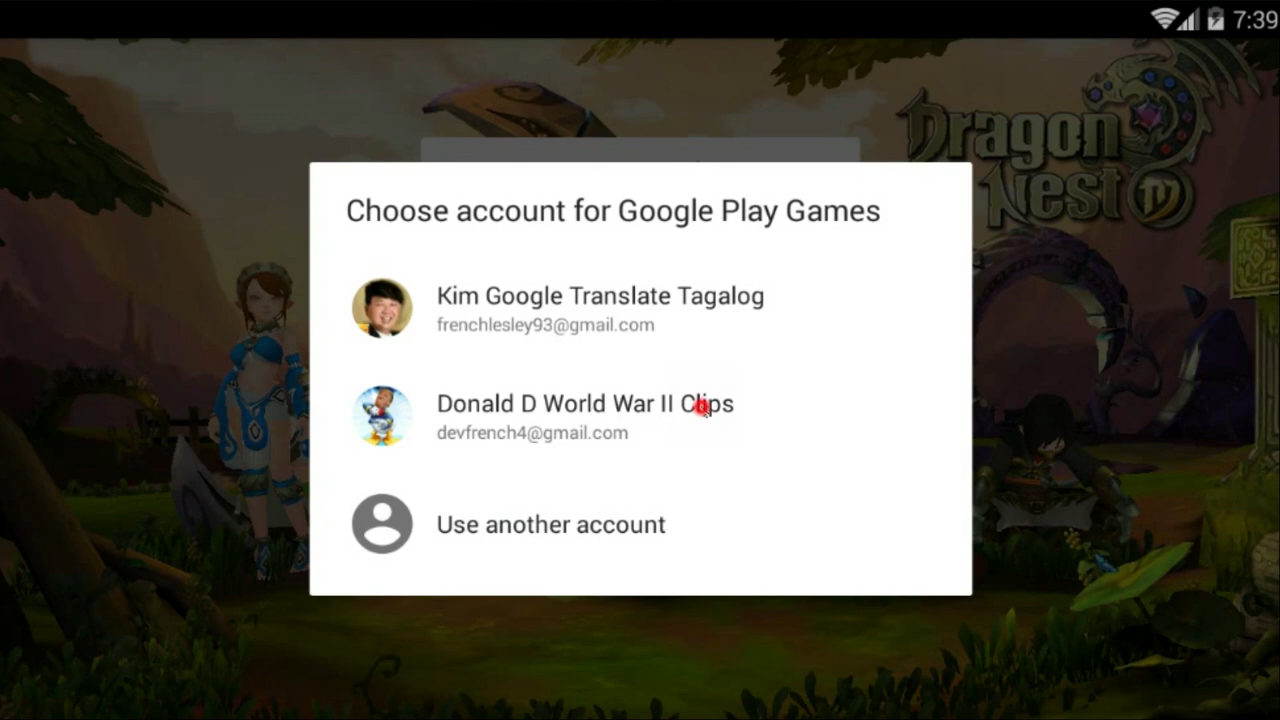 7:39
Dragon
Nest
Choose account for Google Play Games
Kim Google Translate Tagalog
frenchlesley93@gmail.com
Donald D World War II Clips
devfrench4@gmail.com
Use another account